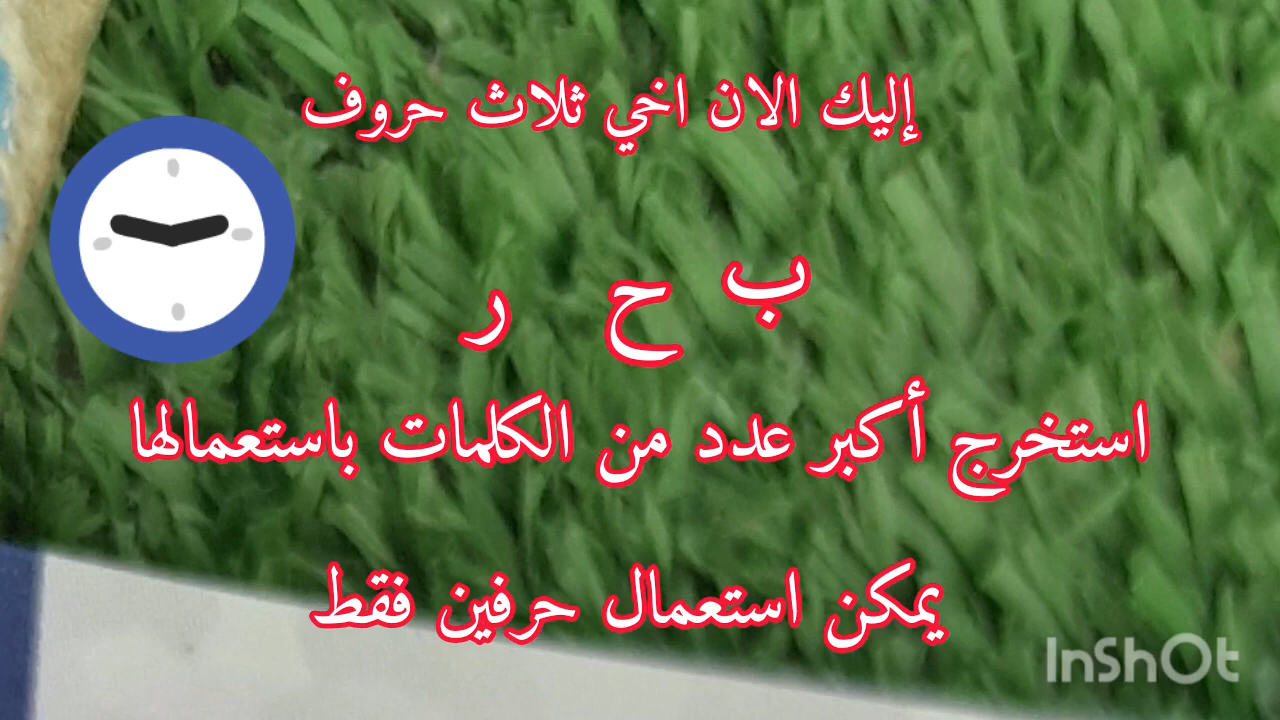 إليك الان اخي ثلاث حروف
ب ح ر
استخرج أكبر عدد من الكلمات باستعمالها
يمكن استعمال حرفين فقط
InShOt